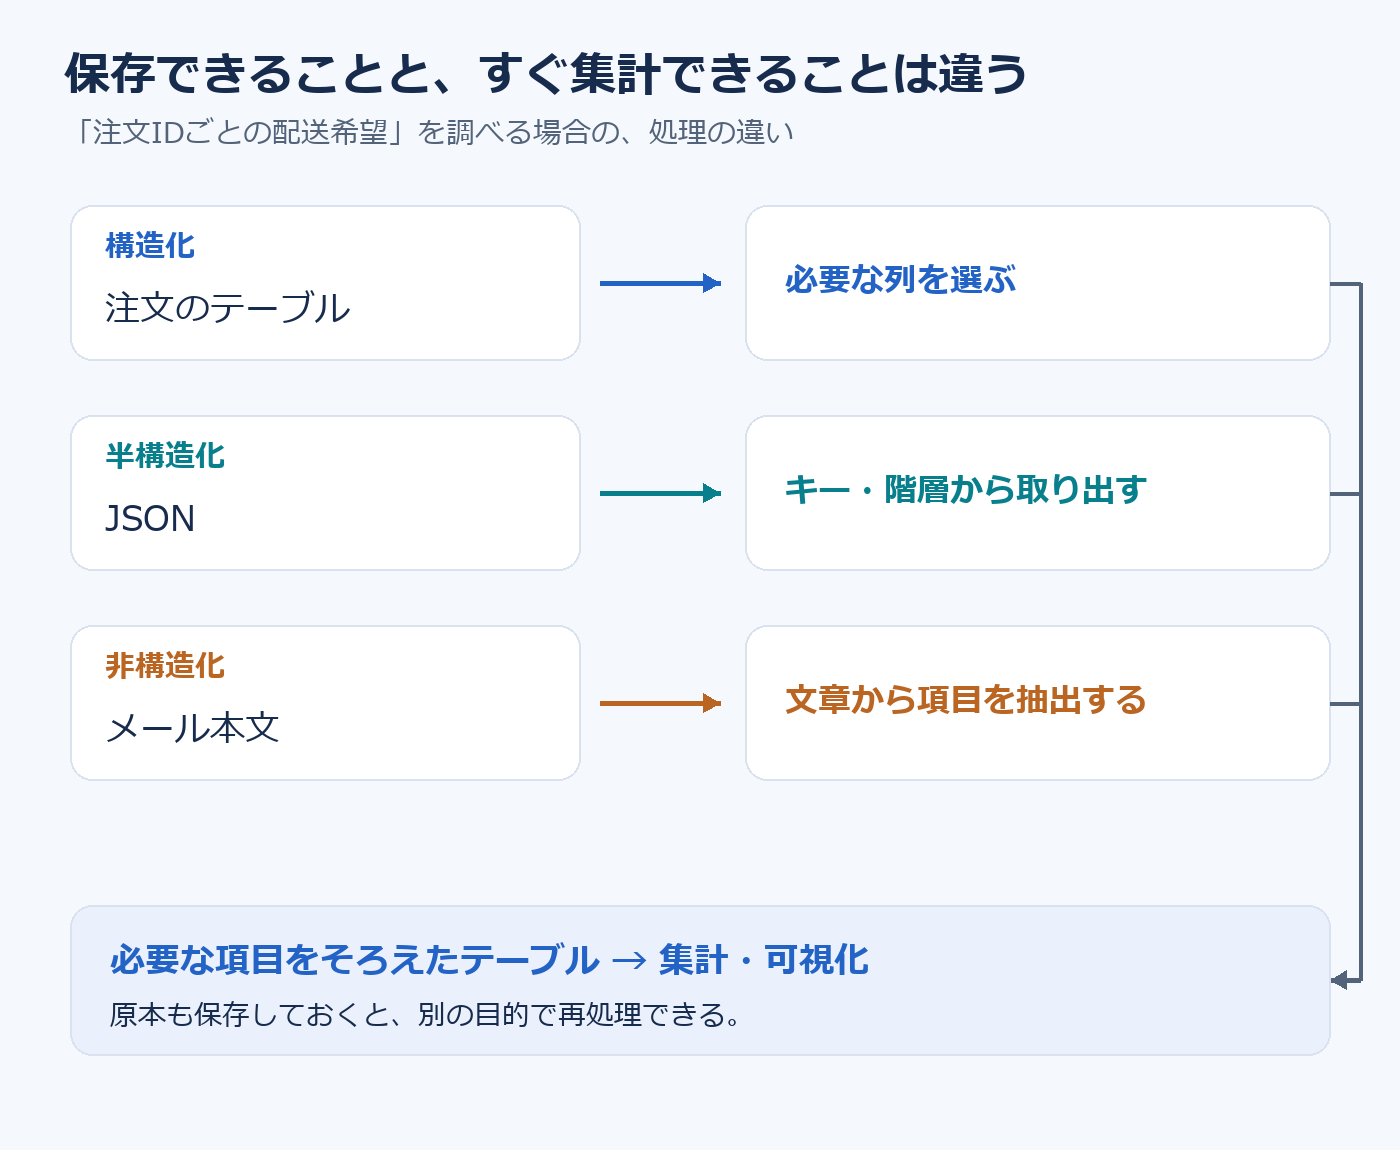 保存できることと、すぐ集計できることは違う
「注文IDごとの配送希望」を調べる場合の、処理の違い
構造化
注文のテーブル
必要な列を選ぶ
半構造化
JSON
キー・階層から取り出す
非構造化
メール本文
文章から項目を抽出する
必要な項目をそろえたテーブル → 集計・可視化
原本も保存しておくと、別の目的で再処理できる。